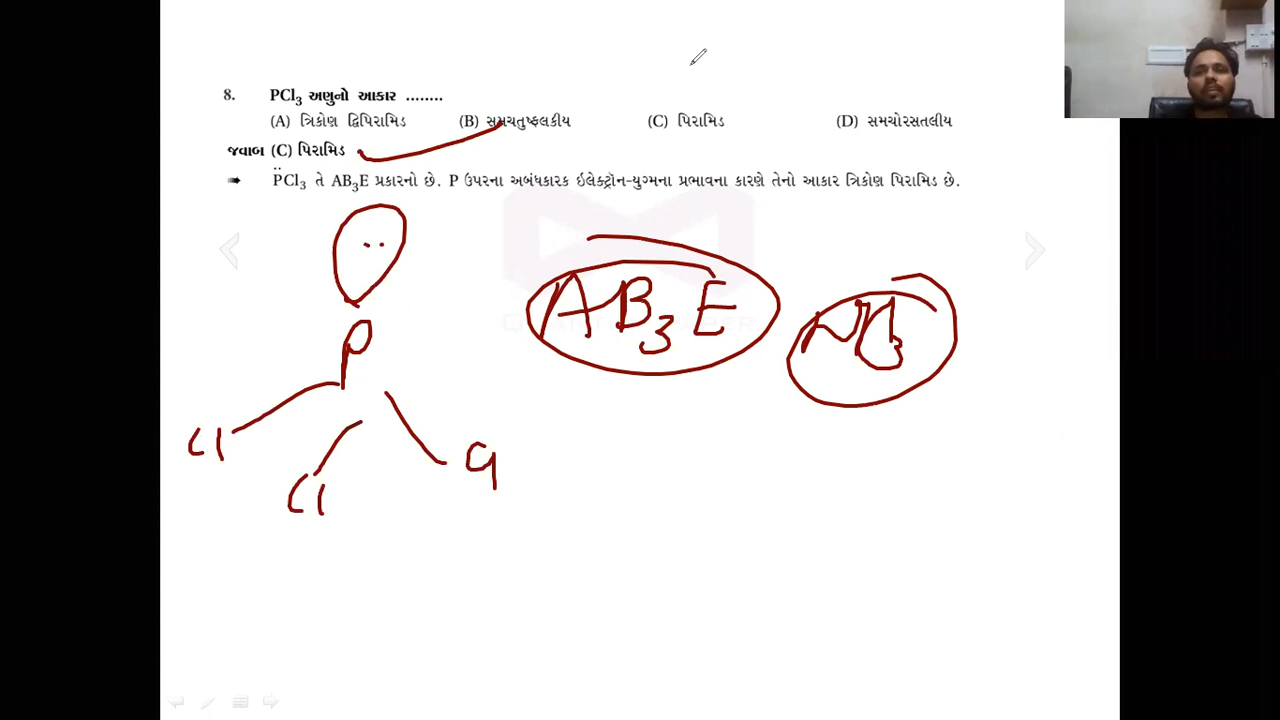 8. PCl3 અણુનો આકાર ........
(A) ત્રિકોણ દ્વિપિરામિડ (B) સમચતુષ્ફલકીય (C) પિરામિડ (D) સમચોરસતલીય
જવાબ (C) પિરામિડ
➠ P̈Cl3 તે AB3E પ્રકારનો છે. P ઉપરના અબંધકારક ઇલેક્ટ્રૉન-યુગ્મના પ્રભાવના કારણે તેનો આકાર ત્રિકોણ પિરામિડ છે.
AB3E
P
Cl
Cl
Cl